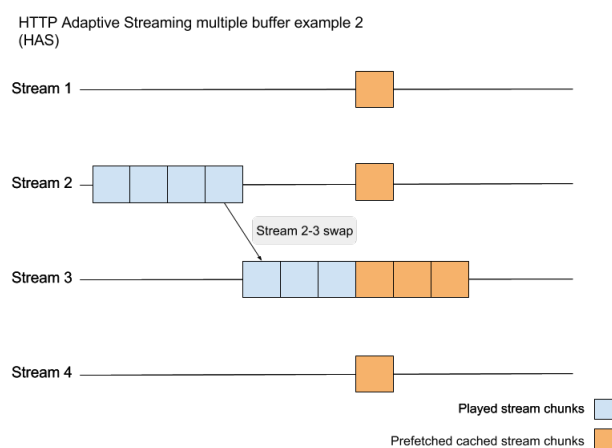 HTTP Adaptive Streaming multiple buffer example 2
(HAS)
Stream 1
Stream 2
Stream 2-3 swap
Stream 3
Stream 4
Played stream chunks
Prefetched cached stream chunks